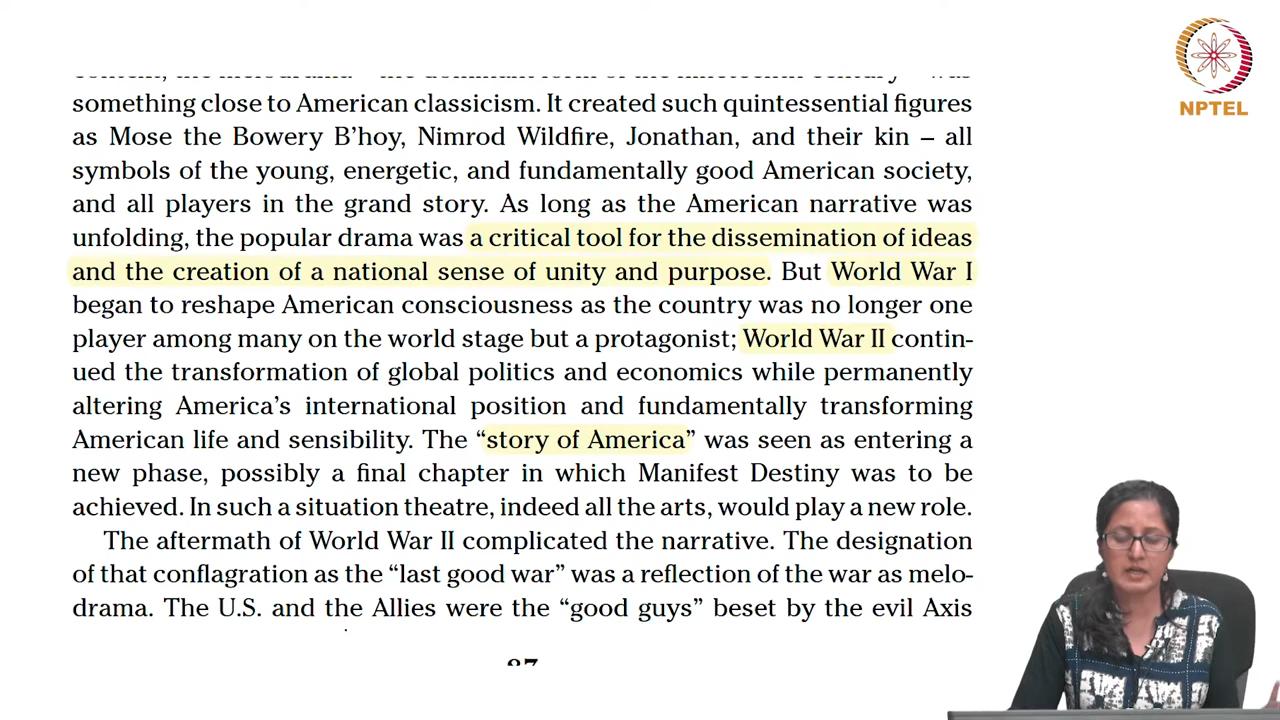 something close to American classicism. It created such quintessential figures
as Mose the Bowery B’hoy, Nimrod Wildfire, Jonathan, and their kin – all
symbols of the young, energetic, and fundamentally good American society,
and all players in the grand story. As long as the American narrative was
unfolding, the popular drama was a critical tool for the dissemination of ideas
and the creation of a national sense of unity and purpose. But World War I
began to reshape American consciousness as the country was no longer one
player among many on the world stage but a protagonist; World War II contin-
ued the transformation of global politics and economics while permanently
altering America’s international position and fundamentally transforming
American life and sensibility. The “story of America” was seen as entering a
new phase, possibly a final chapter in which Manifest Destiny was to be
achieved. In such a situation theatre, indeed all the arts, would play a new role.
The aftermath of World War II complicated the narrative. The designation
of that conflagration as the “last good war” was a reflection of the war as melo-
drama. The U.S. and the Allies were the “good guys” beset by the evil Axis
NPTEL